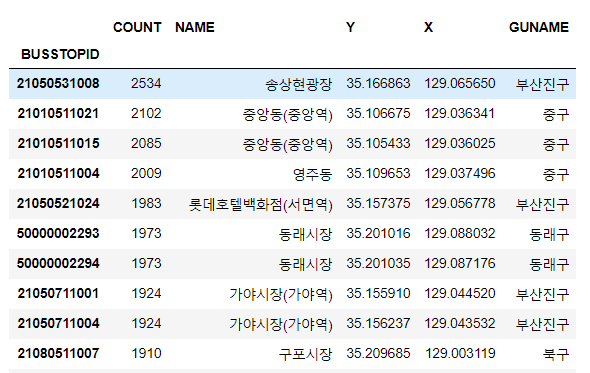 COUNT NAME Y X GUNAME
BUSSTOPID
21050531008 2534 송상현광장 35.166863 129.065650 부산진구
21010511021 2102 중앙동(중앙역) 35.106675 129.036341 중구
21010511015 2085 중앙동(중앙역) 35.105433 129.036025 중구
21010511004 2009 영주동 35.109653 129.037496 중구
21050521024 1983 롯데호텔백화점(서면역) 35.157375 129.056778 부산진구
50000002293 1973 동래시장 35.201016 129.088032 동래구
50000002294 1973 동래시장 35.201035 129.087176 동래구
21050711001 1924 가야시장(가야역) 35.155910 129.044520 부산진구
21050711004 1924 가야시장(가야역) 35.156237 129.043532 부산진구
21080511007 1910 구포시장 35.209685 129.003119 북구